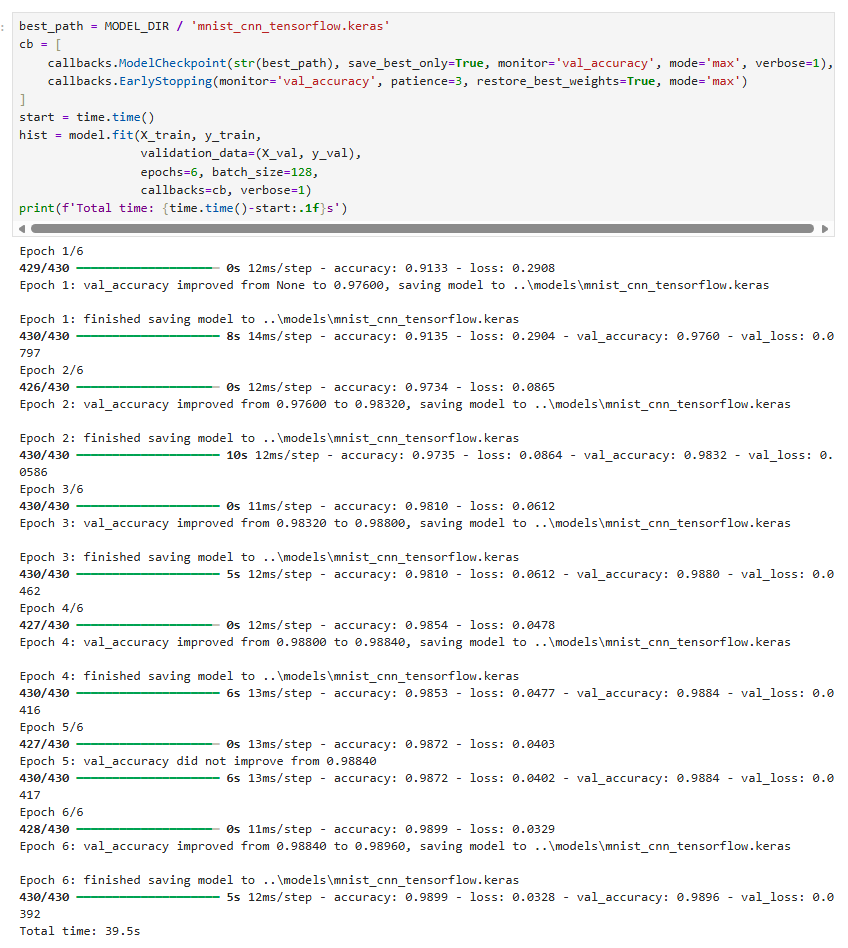 :
best_path = MODEL_DIR / 'mnist_cnn_tensorflow.keras'
cb = [
    callbacks.ModelCheckpoint(str(best_path), save_best_only=True, monitor='val_accuracy', mode='max', verbose=1),
    callbacks.EarlyStopping(monitor='val_accuracy', patience=3, restore_best_weights=True, mode='max')
]
start = time.time()
hist = model.fit(X_train, y_train,
                 validation_data=(X_val, y_val),
                 epochs=6, batch_size=128,
                 callbacks=cb, verbose=1)
print(f'Total time: {time.time()-start:.1f}s')
Epoch 1/6
429/430 0s 12ms/step - accuracy: 0.9133 - loss: 0.2908
Epoch 1: val_accuracy improved from None to 0.97600, saving model to ..\models\mnist_cnn_tensorflow.keras
Epoch 1: finished saving model to ..\models\mnist_cnn_tensorflow.keras
430/430 8s 14ms/step - accuracy: 0.9135 - loss: 0.2904 - val_accuracy: 0.9760 - val_loss: 0.0
797
Epoch 2/6
426/430 0s 12ms/step - accuracy: 0.9734 - loss: 0.0865
Epoch 2: val_accuracy improved from 0.97600 to 0.98320, saving model to ..\models\mnist_cnn_tensorflow.keras
Epoch 2: finished saving model to ..\models\mnist_cnn_tensorflow.keras
430/430 10s 12ms/step - accuracy: 0.9735 - loss: 0.0864 - val_accuracy: 0.9832 - val_loss: 0.
0586
Epoch 3/6
430/430 0s 11ms/step - accuracy: 0.9810 - loss: 0.0612
Epoch 3: val_accuracy improved from 0.98320 to 0.98800, saving model to ..\models\mnist_cnn_tensorflow.keras
Epoch 3: finished saving model to ..\models\mnist_cnn_tensorflow.keras
430/430 5s 12ms/step - accuracy: 0.9810 - loss: 0.0612 - val_accuracy: 0.9880 - val_loss: 0.0
462
Epoch 4/6
427/430 0s 12ms/step - accuracy: 0.9854 - loss: 0.0478
Epoch 4: val_accuracy improved from 0.98800 to 0.98840, saving model to ..\models\mnist_cnn_tensorflow.keras
Epoch 4: finished saving model to ..\models\mnist_cnn_tensorflow.keras
430/430 6s 13ms/step - accuracy: 0.9853 - loss: 0.0477 - val_accuracy: 0.9884 - val_loss: 0.0
416
Epoch 5/6
427/430 0s 13ms/step - accuracy: 0.9872 - loss: 0.0403
Epoch 5: val_accuracy did not improve from 0.98840
430/430 6s 13ms/step - accuracy: 0.9872 - loss: 0.0402 - val_accuracy: 0.9884 - val_loss: 0.0
417
Epoch 6/6
428/430 0s 11ms/step - accuracy: 0.9899 - loss: 0.0329
Epoch 6: val_accuracy improved from 0.98840 to 0.98960, saving model to ..\models\mnist_cnn_tensorflow.keras
Epoch 6: finished saving model to ..\models\mnist_cnn_tensorflow.keras
430/430 5s 12ms/step - accuracy: 0.9899 - loss: 0.0328 - val_accuracy: 0.9896 - val_loss: 0.0
392
Total time: 39.5s